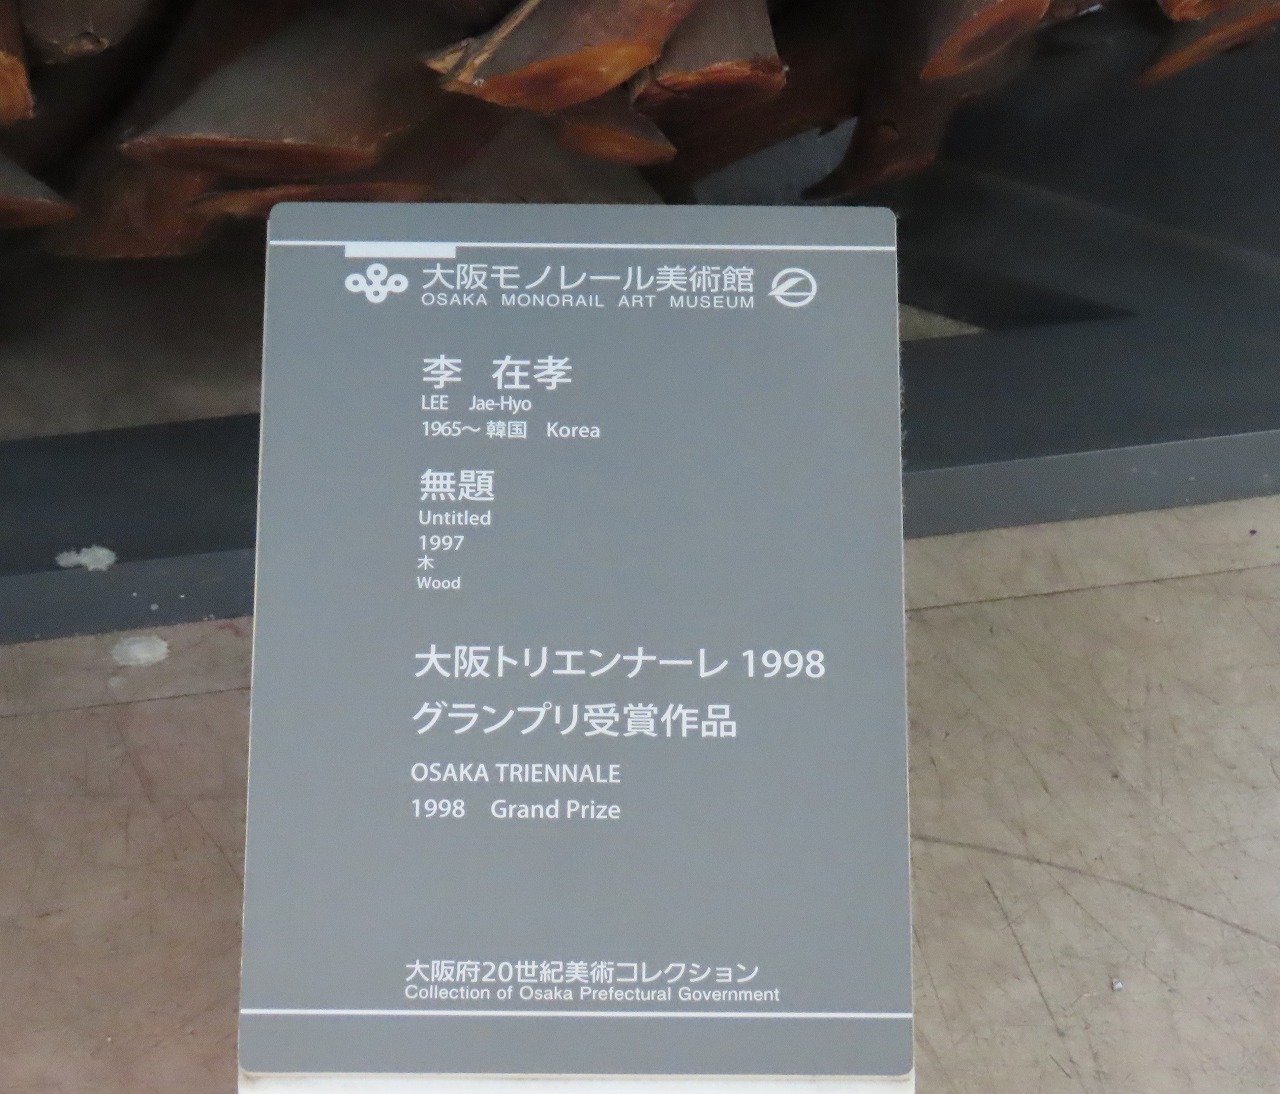 大阪モノレール美術館
OSAKA MONORAIL ART MUSEUM
李 在孝
LEE Jae-Hyo
1965〜 韓国 Korea
無題
Untitled
1997
木
Wood
大阪トリエンナーレ 1998
グランプリ受賞作品
OSAKA TRIENNALE
1998 Grand Prize
大阪府20世紀美術コレクション
Collection of Osaka Prefectural Government